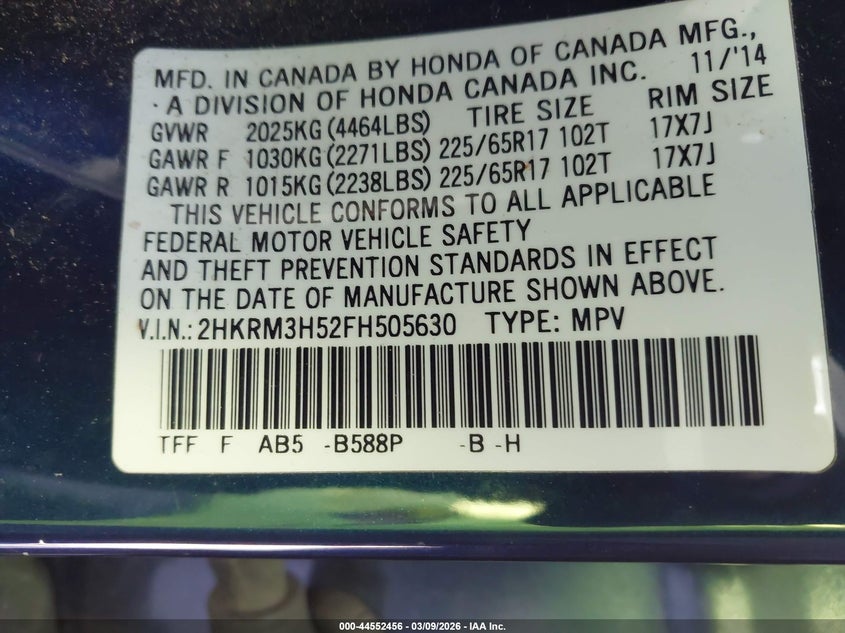 MFD. IN CANADA BY HONDA OF CANADA MFG.,
· A DIVISION OF HONDA CANADA INC. 11/'14
TIRE SIZE RIM SIZE
GVWR 2025KG (4464LBS)
GAWR F 1030KG (2271LBS) 225/65R17 102T 17X7J
GAWR R 1015KG (2238LBS) 225/65R17 102T 17X7J
THIS VEHICLE CONFORMS TO ALL APPLICABLE
FEDERAL MOTOR VEHICLE SAFETY
AND THEFT PREVENTION STANDARDS IN EFFECT
ON THE DATE OF MANUFACTURE SHOWN ABOVE.
V.I.N.: 2HKRM3H52FH505630 TYPE: MPV
TFF F AB5 -B588P -B -H
000-44552456 - 03/09/2026 - IAA Inc.